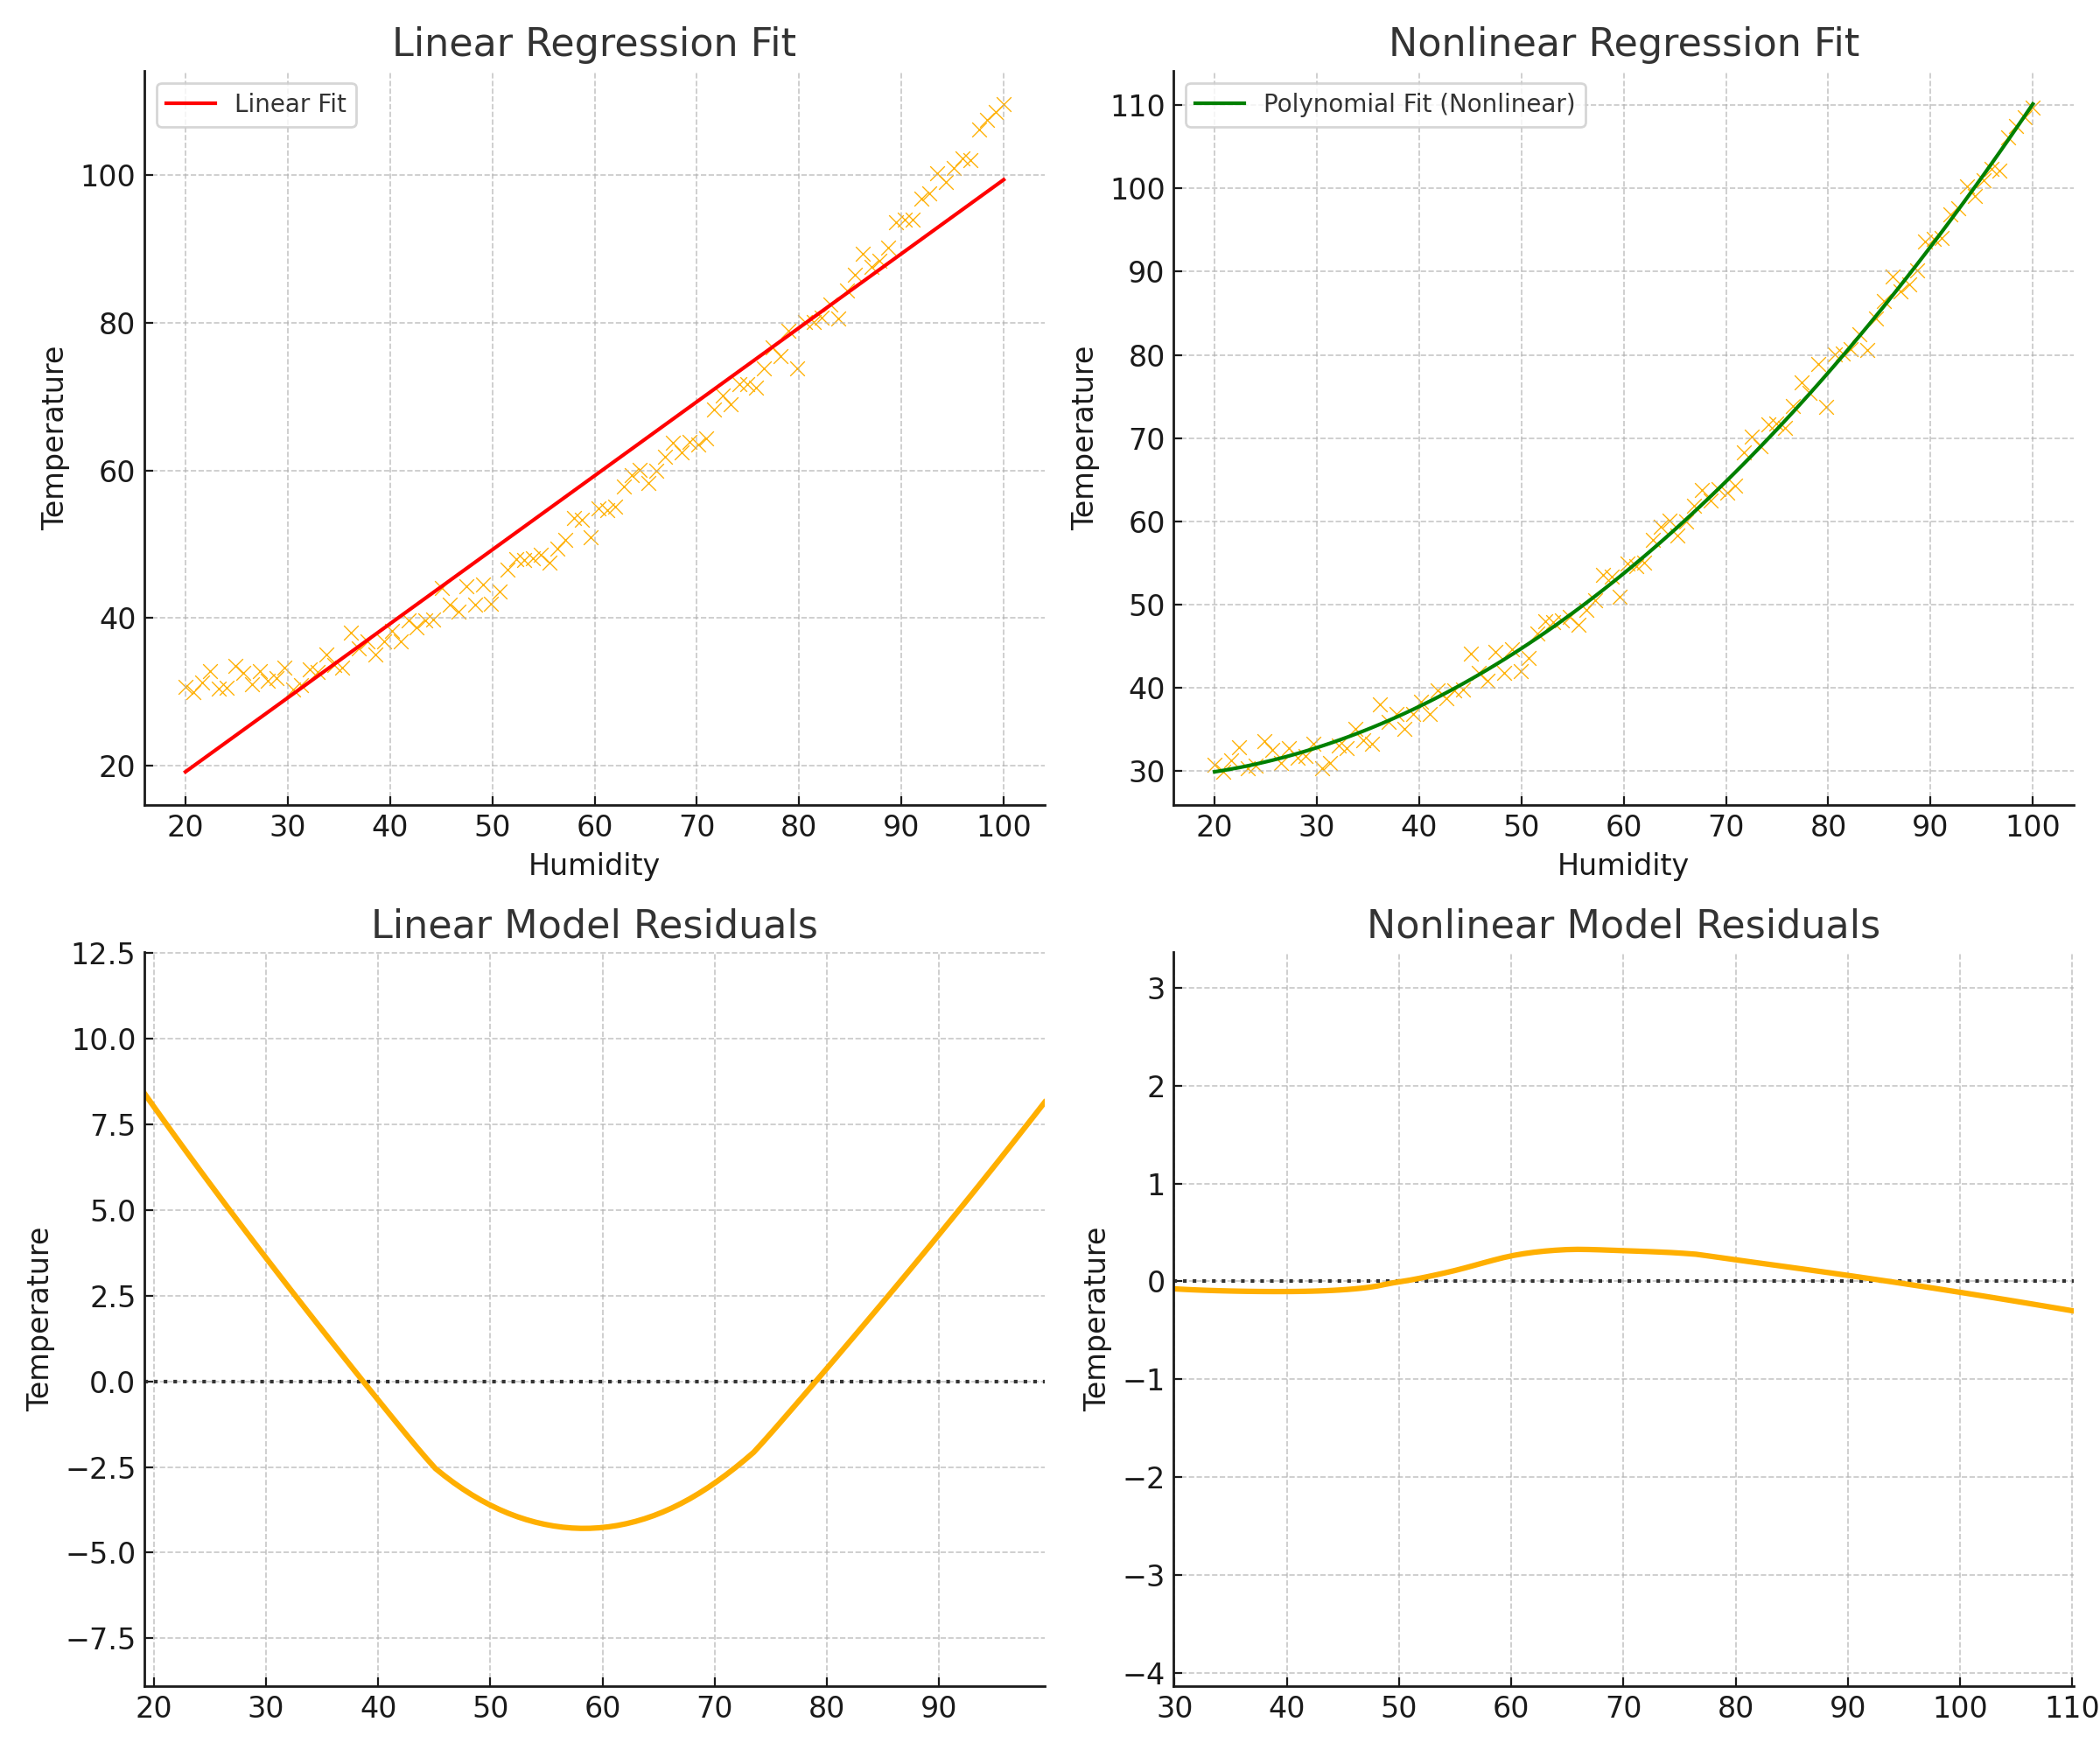 Linear Regression Fit
Linear Fit
100
80
60
40
20
Temperature
20 30 40 50 60 70 80 90 100
Humidity
Nonlinear Regression Fit
Polynomial Fit (Nonlinear)
110
100
90
80
70
60
50
40
30
Temperature
20 30 40 50 60 70 80 90 100
Humidity
Linear Model Residuals
12.5
10.0
7.5
5.0
2.5
0.0
−2.5
−5.0
−7.5
Temperature
20 30 40 50 60 70 80 90
Nonlinear Model Residuals
3
2
1
0
−1
−2
−3
−4
Temperature
30 40 50 60 70 80 90 100 110